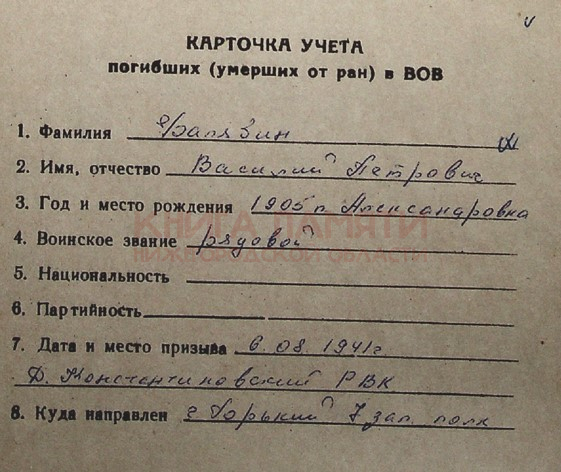 КАРТОЧКА УЧЕТА
погибших (умерших от ран) в ВОВ
1. Фамилия Фалязин
2. Имя, отчество Василий Петрович
3. Год и место рождения 1905 г. Александровка
КНИГА ПАМЯТИ
4. Воинское звание рядовой
НИЖЕГОРОДСКОЙ ОБЛАСТИ
5. Национальность
6. Партийность
7. Дата и место призыва 6.08.1941г
Д. Константиновский РВК
8. Куда направлен г Горький 7 зап. полк